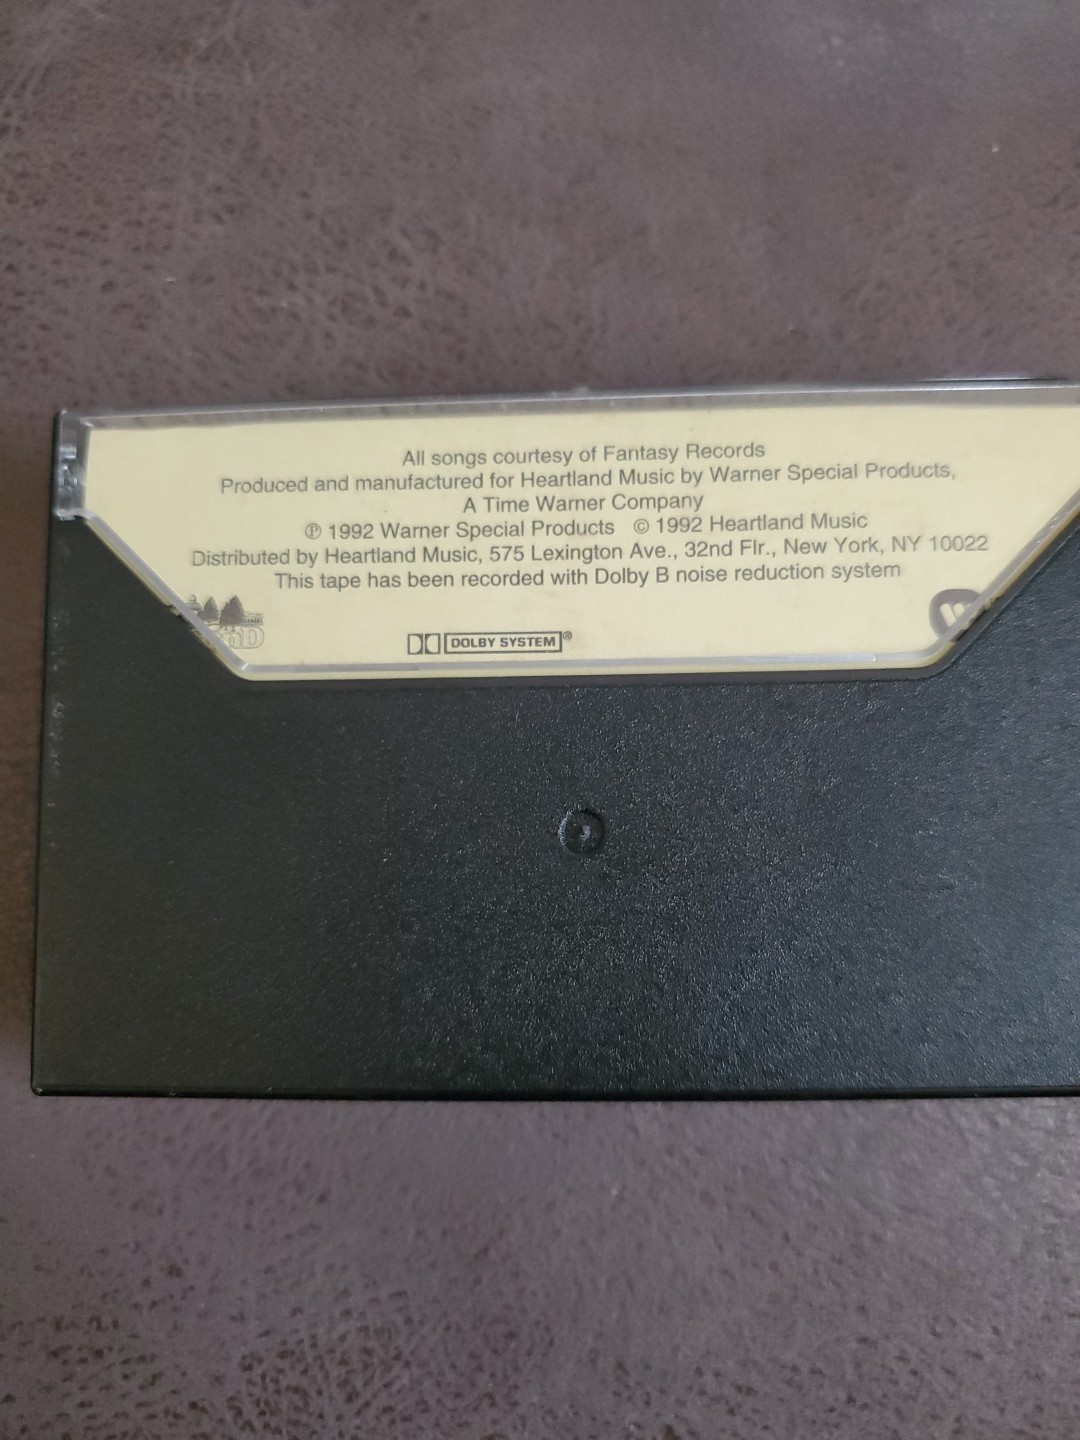 All songs courtesy of Fantasy Records
Produced and manufactured for Heartland Music by Warner Special Products,
A Time Warner Company
℗ 1992 Warner Special Products © 1992 Heartland Music
Distributed by Heartland Music, 575 Lexington Ave., 32nd Flr., New York, NY 10022
This tape has been recorded with Dolby B noise reduction system
DOLBY SYSTEM®